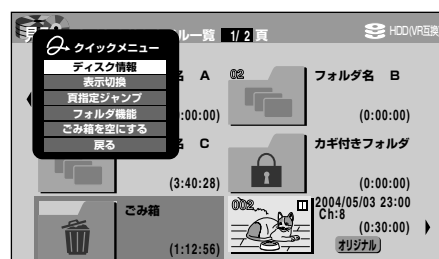 ル一覧 1/2 頁 HDD(VR互換
クイックメニュー
ディスク情報
表示切換
頁指定ジャンプ
フォルダ機能
ごみ箱を空にする
戻る
名 A
:00:00)
02
フォルダ名 B
(0:00:00)
名 C
(3:40:28)
カギ付きフォルダ
(0:00:00)
ごみ箱
(1:12:56)
002
2004/05/03 23:00
Ch:8
(0:30:00)
オリジナル